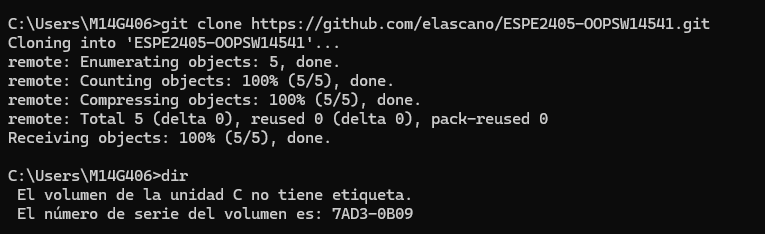 C:\Users\M14G406>git clone https://github.com/elascano/ESPE2405-OOPSW14541.git
Cloning into 'ESPE2405-OOPSW14541'...
remote: Enumerating objects: 5, done.
remote: Counting objects: 100% (5/5), done.
remote: Compressing objects: 100% (5/5), done.
remote: Total 5 (delta 0), reused 0 (delta 0), pack-reused 0
Receiving objects: 100% (5/5), done.
C:\Users\M14G406>dir
El volumen de la unidad C no tiene etiqueta.
El número de serie del volumen es: 7AD3-0B09